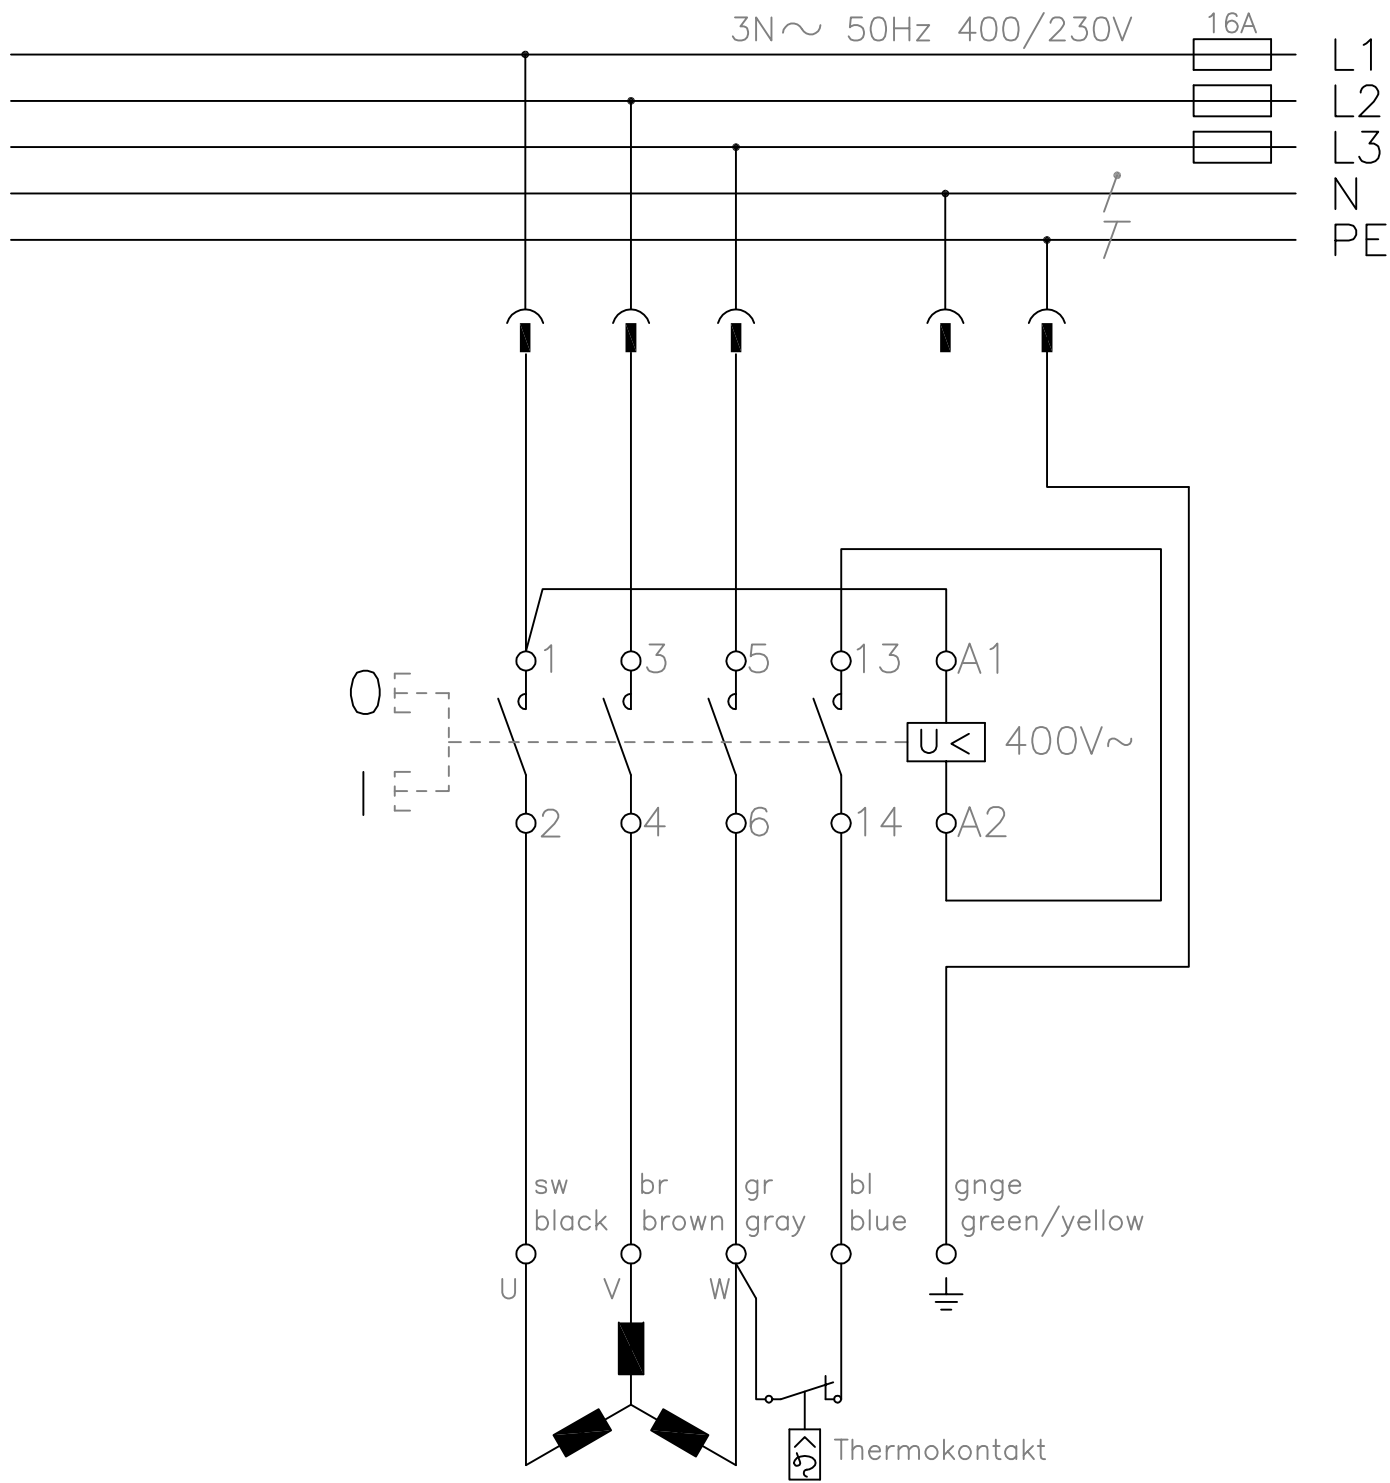 3N~ 50Hz 400/230V
16A
L1
L2
L3
N
PE
1 3 5 13 A1
0
U< 400V~
I
2 4 6 14 A2
sw br gr bl gnge
black brown gray blue green/yellow
U V W
Thermokontakt